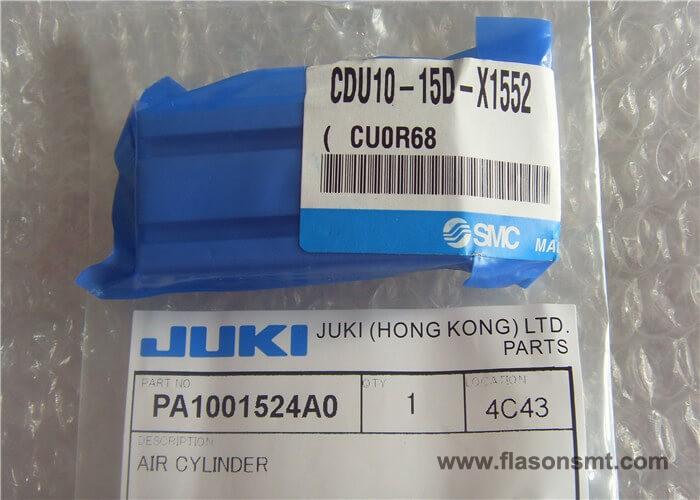 CDU10-15D-X1552
( CU0R68
SMC
JUKI JUKI (HONG KONG) LTD.
PARTS
PART NO QTY LOCATION
PA1001524A0 1 4C43
DESCRIPTION
AIR CYLINDER
www.flasonsmt.com